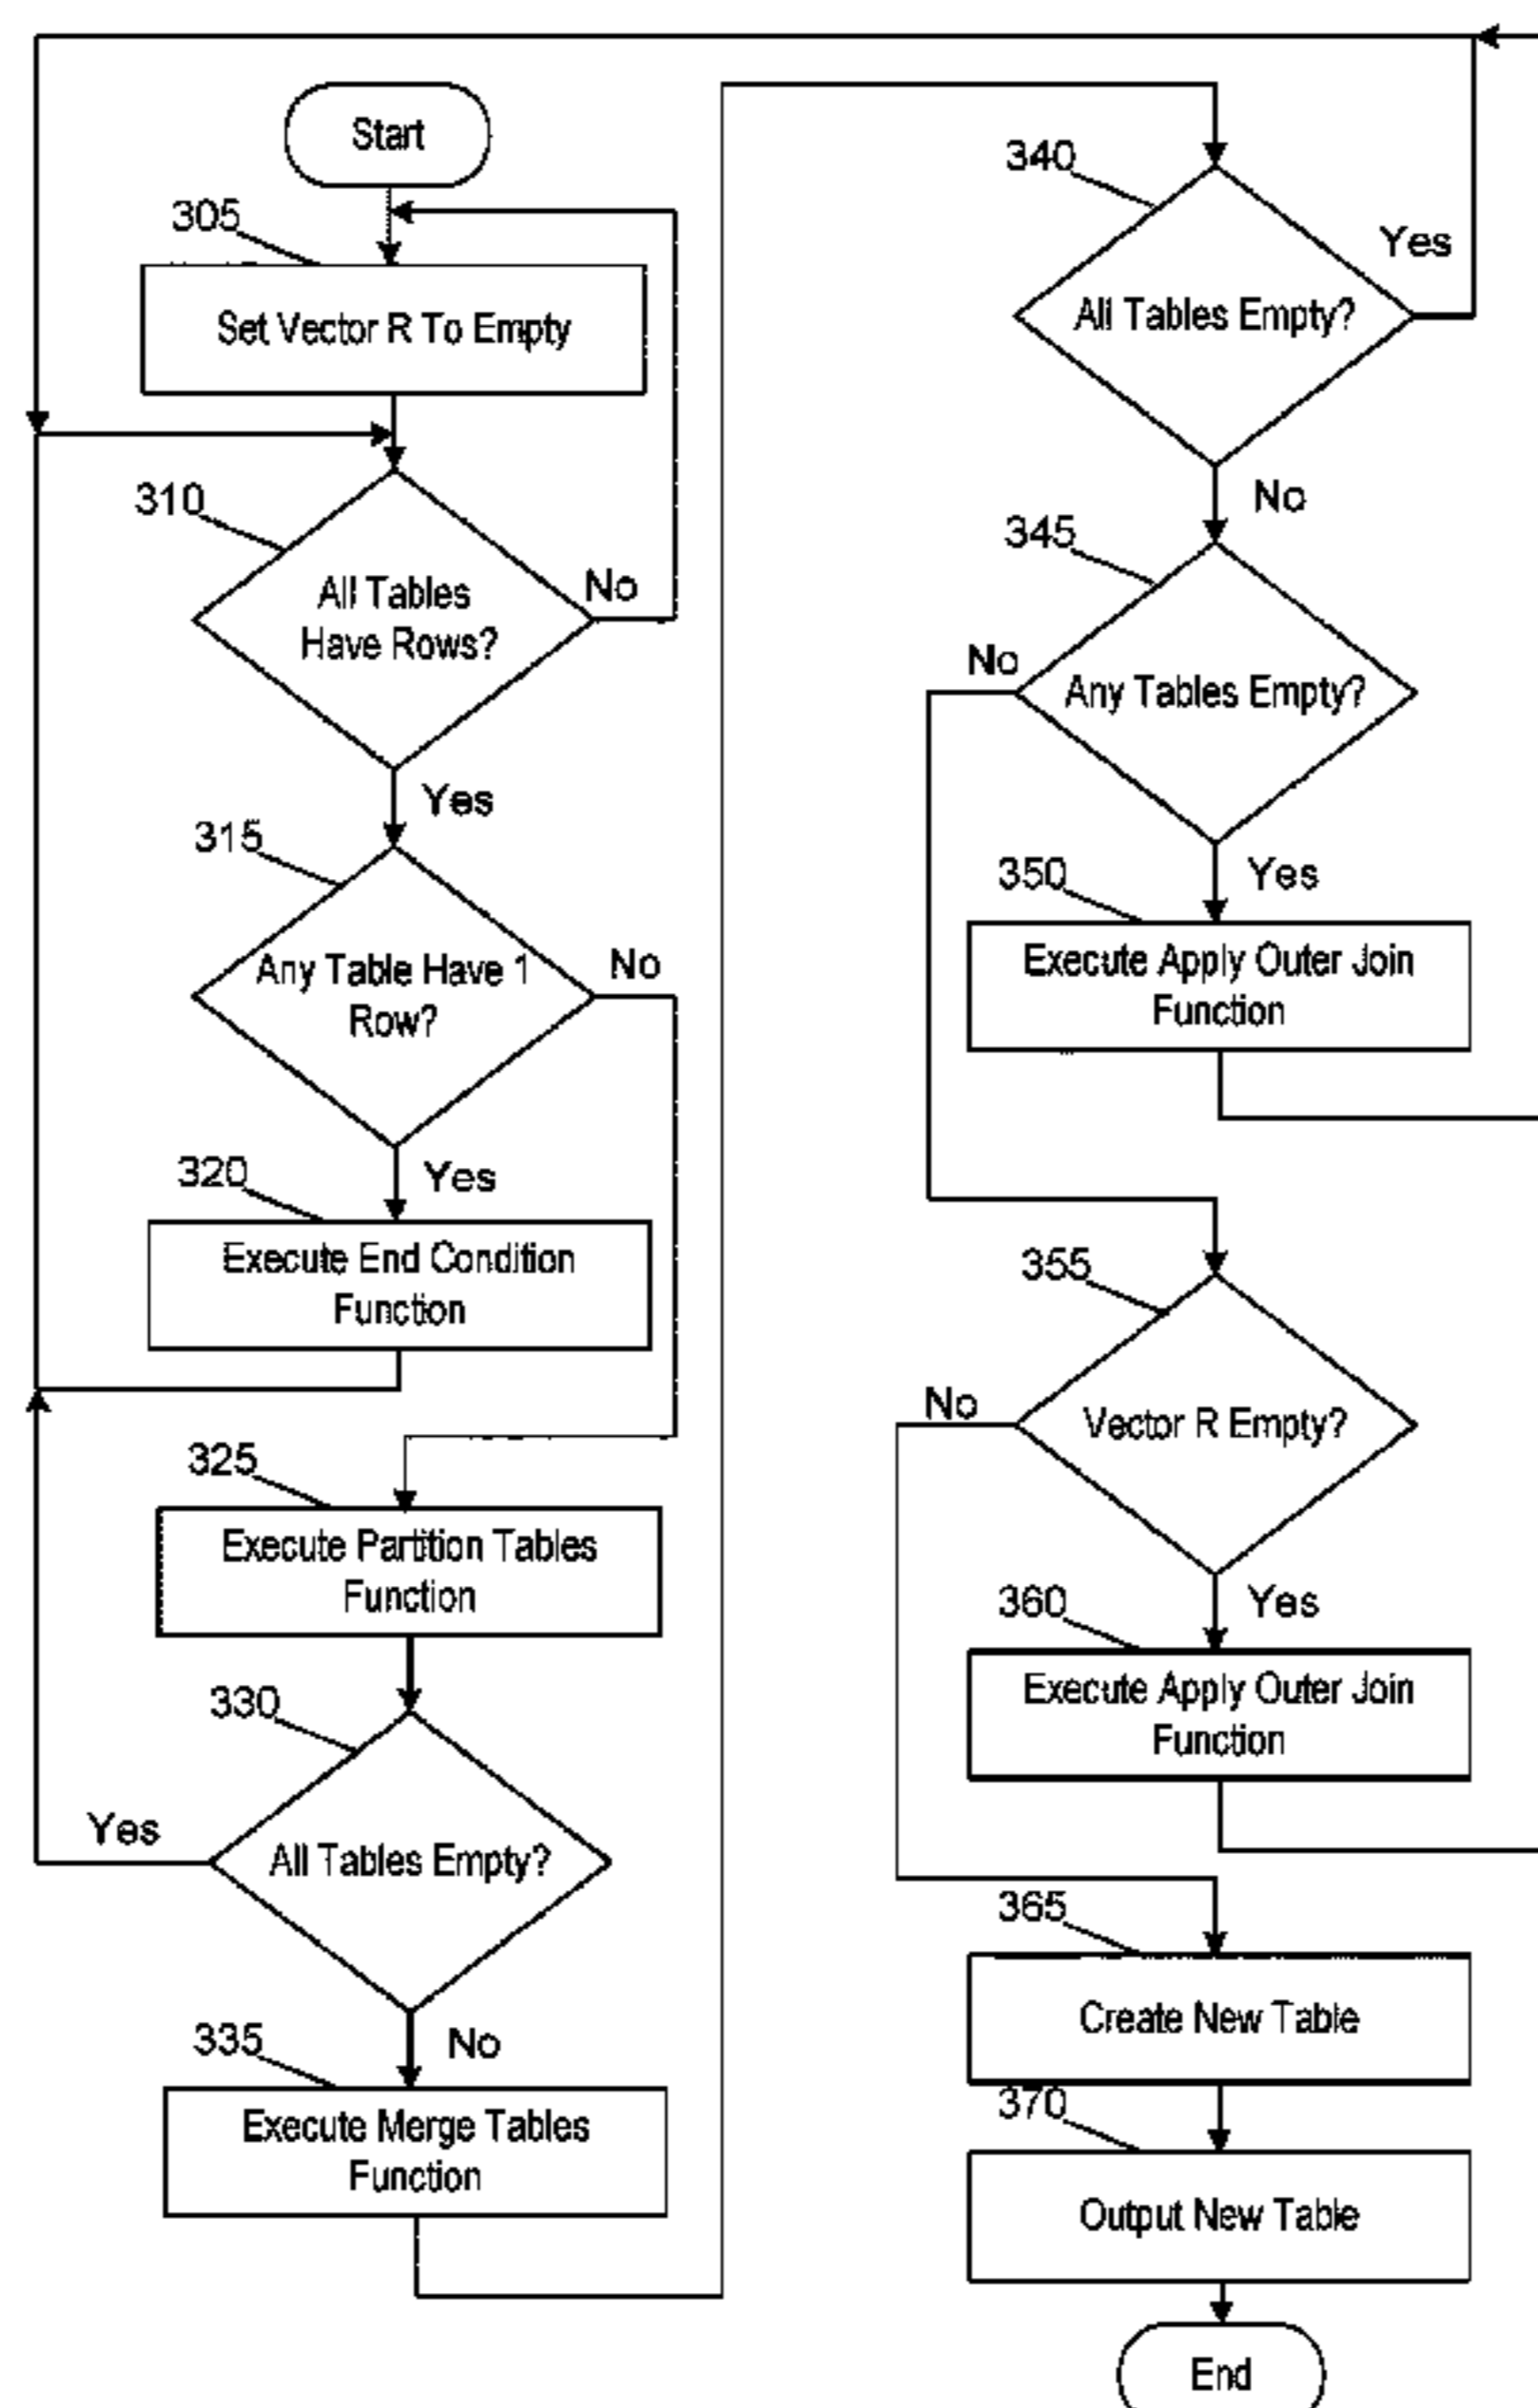 Start
305
Set Vector R To Empty
310
All Tables
Have Rows?
No
Yes
315
Any Table Have 1
Row?
No
Yes
320
Execute End Condition
Function
325
Execute Partition Tables
Function
330
Yes
All Tables Empty?
No
335
Execute Merge Tables
Function
340
Yes
All Tables Empty?
No
345
No
Any Tables Empty?
Yes
350
Execute Apply Outer Join
Function
355
No
Vector R Empty?
Yes
360
Execute Apply Outer Join
Function
365
Create New Table
370
Output New Table
End